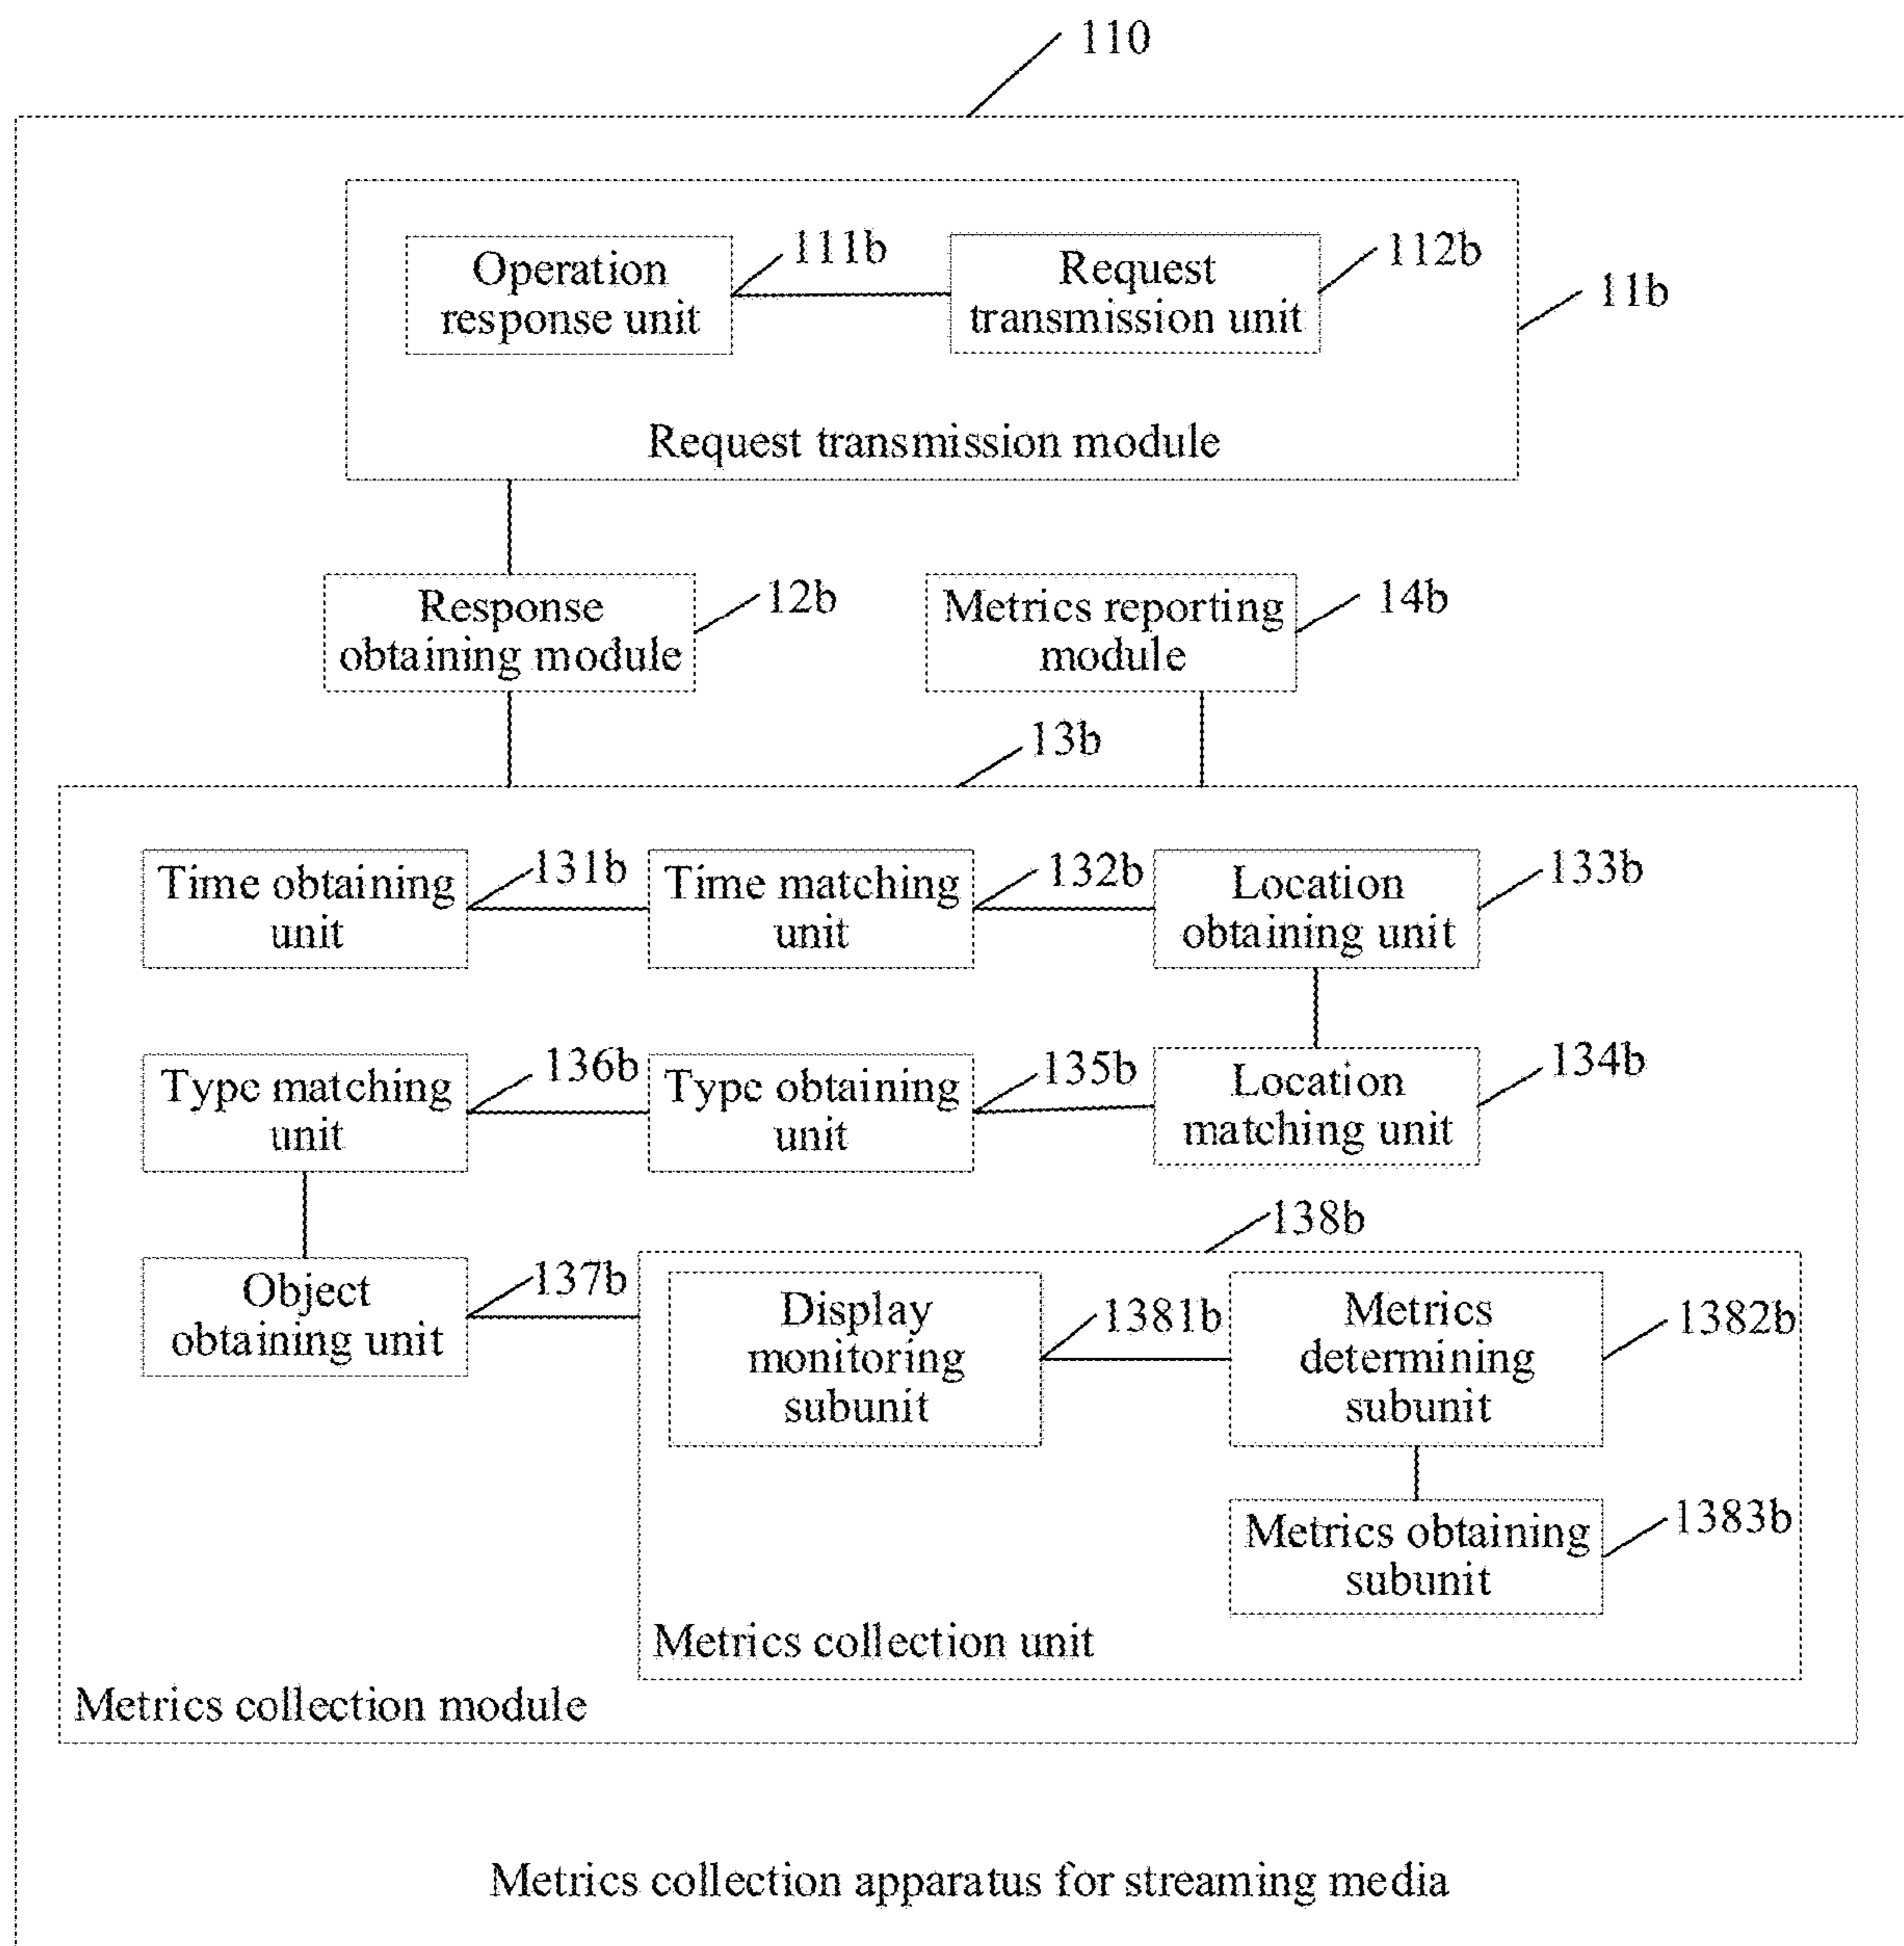 110
Operation
response unit
111b
Request
transmission unit
112b
11b
Request transmission module
Response
obtaining module
12b
Metrics reporting
module
14b
13b
Time obtaining
unit
131b
Time matching
unit
132b
Location
obtaining unit
133b
Type matching
unit
136b
Type obtaining
unit
135b
Location
matching unit
134b
138b
Object
obtaining unit
137b
Display
monitoring
subunit
1381b
Metrics
determining
subunit
1382b
Metrics obtaining
subunit
1383b
Metrics collection unit
Metrics collection module
Metrics collection apparatus for streaming media